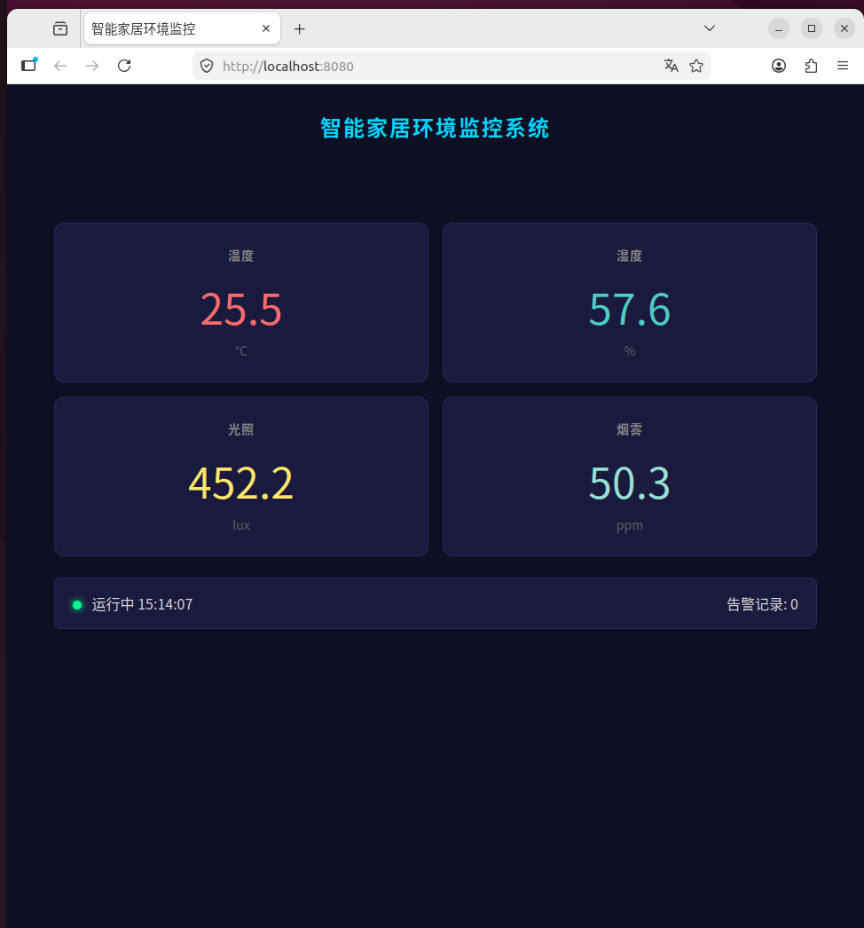 智能家居环境监控
http://localhost:8080
智能家居环境监控系统
温度
25.5
°C
湿度
57.6
%
光照
452.2
lux
烟雾
50.3
ppm
运行中 15:14:07
告警记录: 0